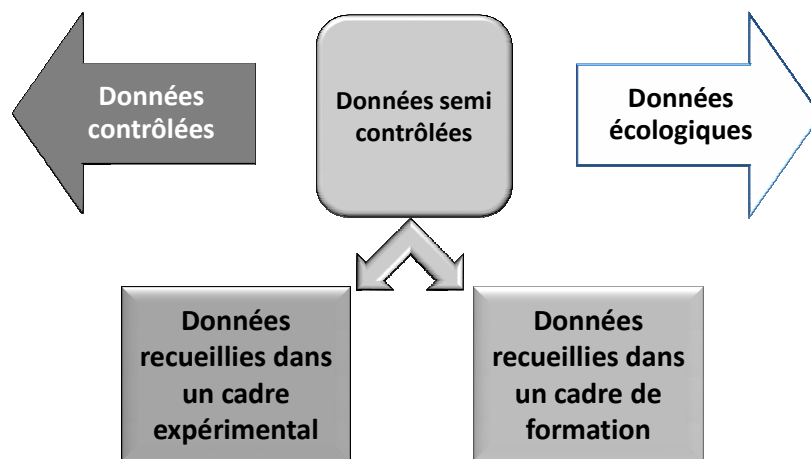 Données
contrôlées
Données semi
contrôlées
Données
écologiques
Données
recueillies dans
un cadre
expérimental
Données
recueillies dans
un cadre de
formation